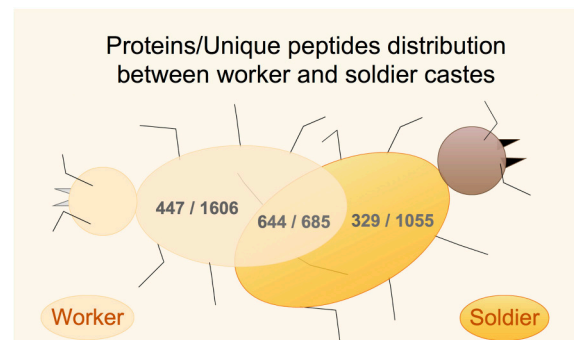 Proteins/Unique peptides distribution
between worker and soldier castes
447 / 1606
644 / 685
329 / 1055
Worker
Soldier